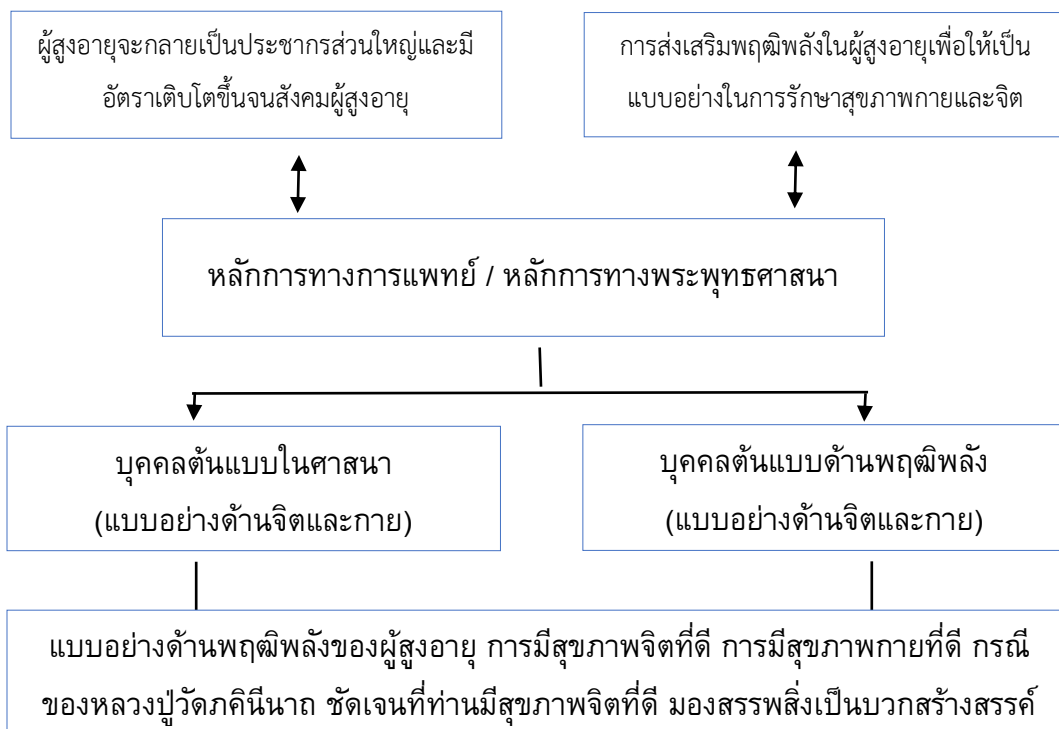 ผู้สูงอายุจะกลายเป็นประชากรส่วนใหญ่และมี
อัตราเติบโตขึ้นจนสังคมผู้สูงอายุ
การส่งเสริมพฤฒิพลังในผู้สูงอายุเพื่อให้เป็น
แบบอย่างในการรักษาสุขภาพกายและจิต
หลักการทางการแพทย์ / หลักการทางพระพุทธศาสนา
บุคคลต้นแบบในศาสนา
(แบบอย่างด้านจิตและกาย)
บุคคลต้นแบบด้านพฤฒิพลัง
(แบบอย่างด้านจิตและกาย)
แบบอย่างด้านพฤฒิพลังของผู้สูงอายุ การมีสุขภาพจิตที่ดี การมีสุขภาพกายที่ดี กรณี
ของหลวงปู่วัดภคินีนาถ ชัดเจนที่ท่านมีสุขภาพจิตที่ดี มองสรรพสิ่งเป็นบวกสร้างสรรค์